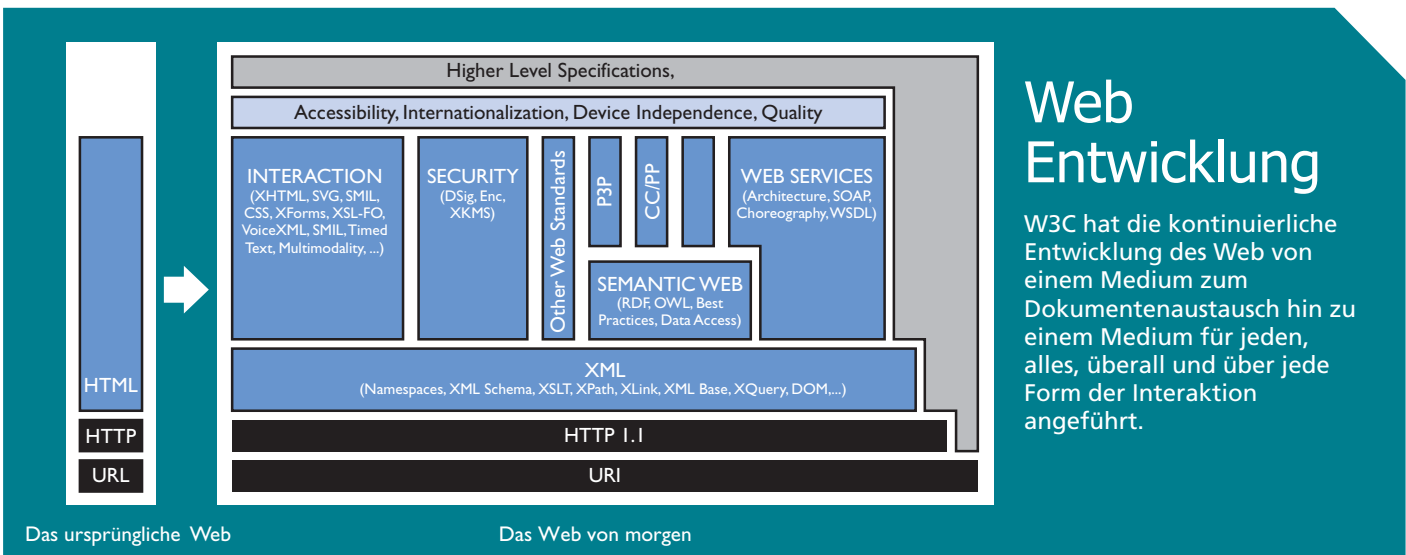 HTML
HTTP
URL
Das ursprüngliche Web
Higher Level Specifications,
Accessibility, Internationalization, Device Independence, Quality
INTERACTION
(XHTML, SVG, SMIL,
CSS, XForms, XSL-FO,
VoiceXML, SMIL, Timed
Text, Multimodality, ...)
SECURITY
(DSig, Enc,
XKMS)
Other Web Standards
P3P
CC/PP
WEB SERVICES
(Architecture, SOAP,
Choreography, WSDL)
SEMANTIC WEB
(RDF, OWL, Best
Practices, Data Access)
XML
(Namespaces, XML Schema, XSLT, XPath, XLink, XML Base, XQuery, DOM,...)
HTTP 1.1
URI
Das Web von morgen
Web
Entwicklung
W3C hat die kontinuierliche
Entwicklung des Web von
einem Medium zum
Dokumentenaustausch hin zu
einem Medium für jeden,
alles, überall und über jede
Form der Interaktion
angeführt.